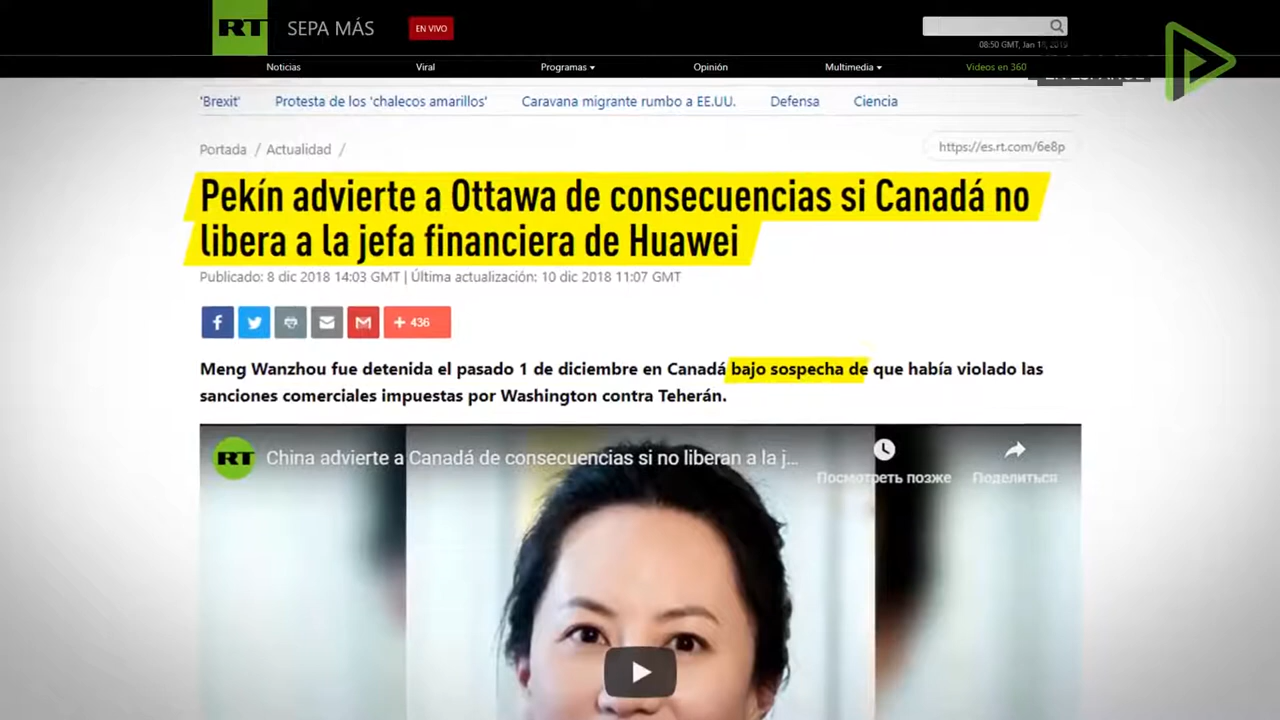 RT
SEPA MÁS
EN VIVO
08:50 GMT, Jan 18, 2019
Noticias
Viral
Programas
Opinión
Multimedia
Videos en 360
EN ESPAÑOL
'Brexit'
Protesta de los 'chalecos amarillos'
Caravana migrante rumbo a EE.UU.
Defensa
Ciencia
Portada / Actualidad /
https://es.rt.com/6e8p
Pekín advierte a Ottawa de consecuencias si Canadá no
libera a la jefa financiera de Huawei
Publicado: 8 dic 2018 14:03 GMT | Última actualización: 10 dic 2018 11:07 GMT
+ 436
Meng Wanzhou fue detenida el pasado 1 de diciembre en Canadá bajo sospecha de que había violado las
sanciones comerciales impuestas por Washington contra Teherán.
RT
China advierte a Canadá de consecuencias si no liberan a la j...
Посмотреть позже
Поделиться